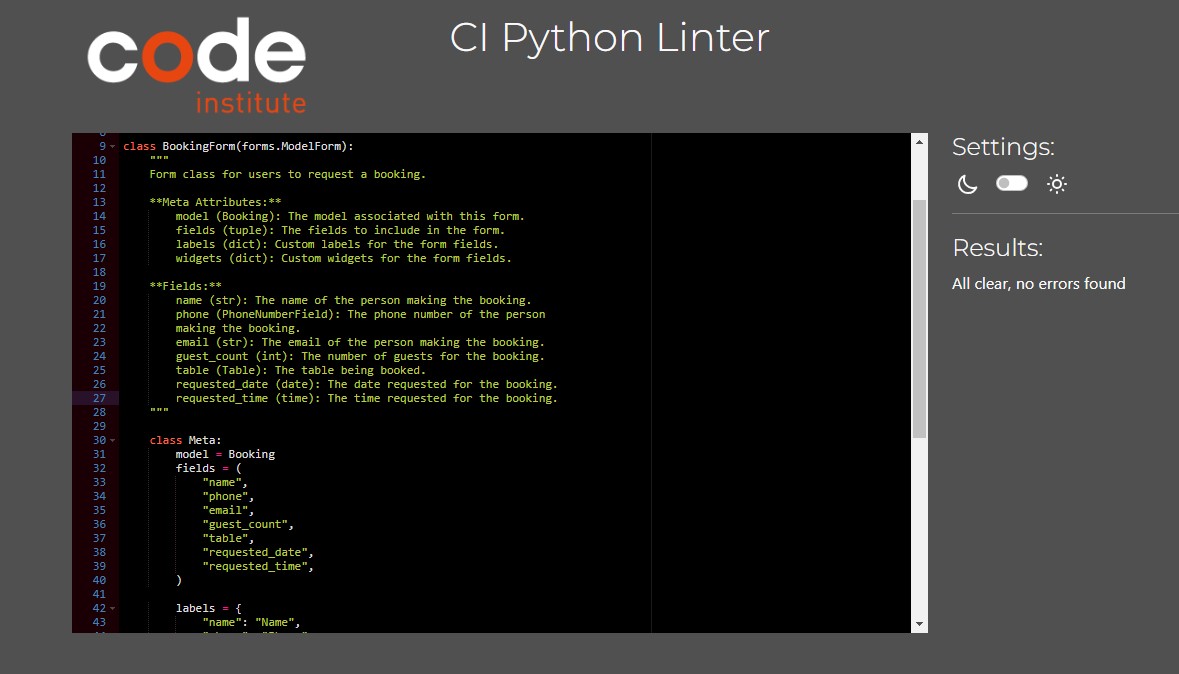 code
institute
CI Python Linter
9 class BookingForm(forms.ModelForm):
10 """
11 Form class for users to request a booking.
12
13 **Meta Attributes:**
14 model (Booking): The model associated with this form.
15 fields (tuple): The fields to include in the form.
16 labels (dict): Custom labels for the form fields.
17 widgets (dict): Custom widgets for the form fields.
18
19 **Fields:**
20 name (str): The name of the person making the booking.
21 phone (PhoneNumberField): The phone number of the person
22 making the booking.
23 email (str): The email of the person making the booking.
24 guest_count (int): The number of guests for the booking.
25 table (Table): The table being booked.
26 requested_date (date): The date requested for the booking.
27 requested_time (time): The time requested for the booking.
28 """
29
30 class Meta:
31 model = Booking
32 fields = (
33 "name",
34 "phone",
35 "email",
36 "guest_count",
37 "table",
38 "requested_date",
39 "requested_time",
40 )
41
42 labels = {
43 "name": "Name",
Settings:
Results:
All clear, no errors found